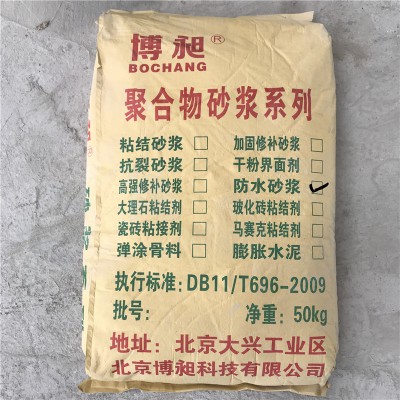 博昶®
BOCHANG
聚合物砂浆系列
粘结砂浆 □ 加固修补砂浆 □
抗裂砂浆 □ 干粉界面剂 □
高强修补砂浆 □ 防水砂浆 ✓
大理石粘结剂 □ 玻化砖粘结剂 □
瓷砖粘接剂 □ 马赛克粘结剂 □
弹涂骨料 □ 膨胀水泥 □
执行标准: DB11/T696-2009
批号: 净重: 50kg
地址: 北京大兴工业区
北京博昶科技有限公司